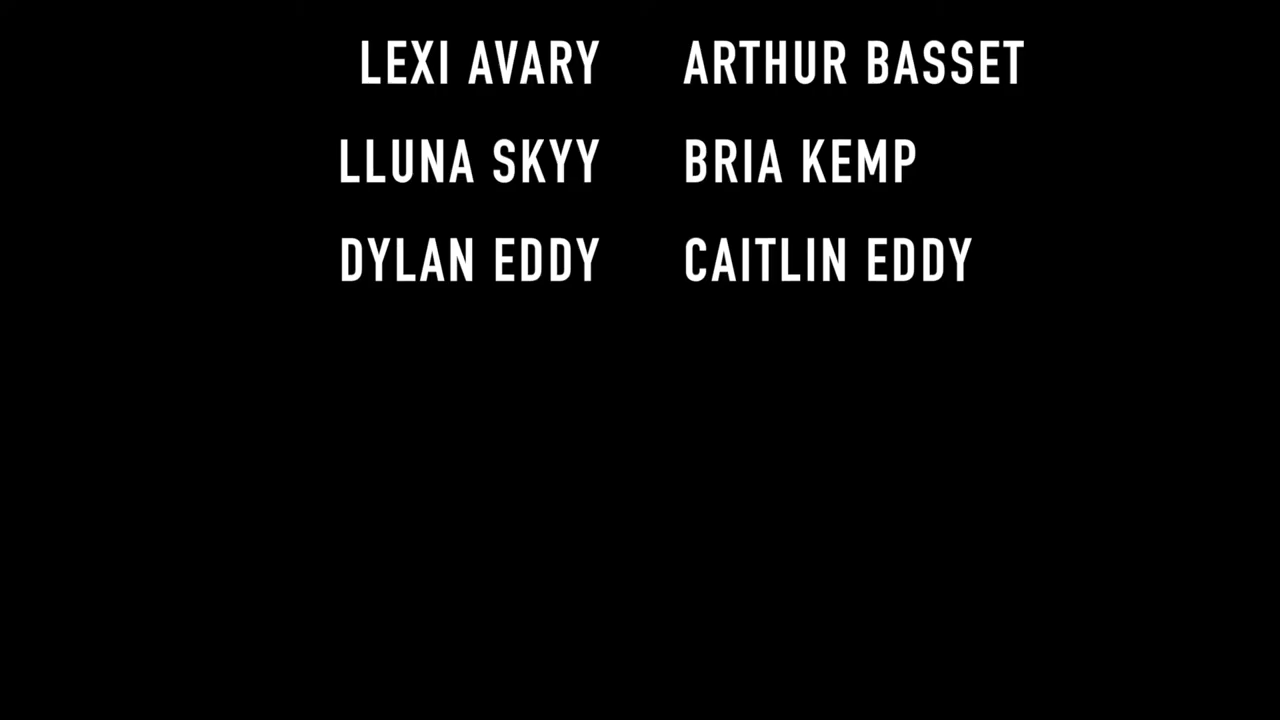 LEXI AVARY ARTHUR BASSET
LLUNA SKYY BRIA KEMP
DYLAN EDDY CAITLIN EDDY